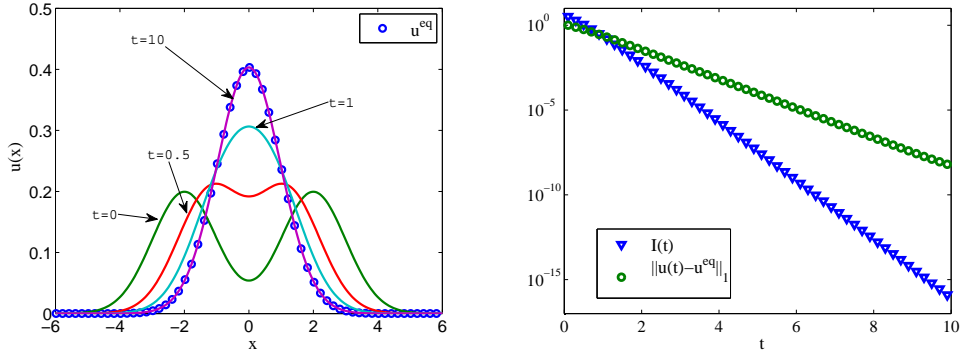 0.5
0.4
0.3
0.2
0.1
0
u(x)
−6 −4 −2 0 2 4 6
x
u^eq
t=10
t=1
t=0.5
t=0
10^0
10^−5
10^−10
10^−15
0 2 4 6 8 10
t
I(t)
||u(t)−u^eq||_I